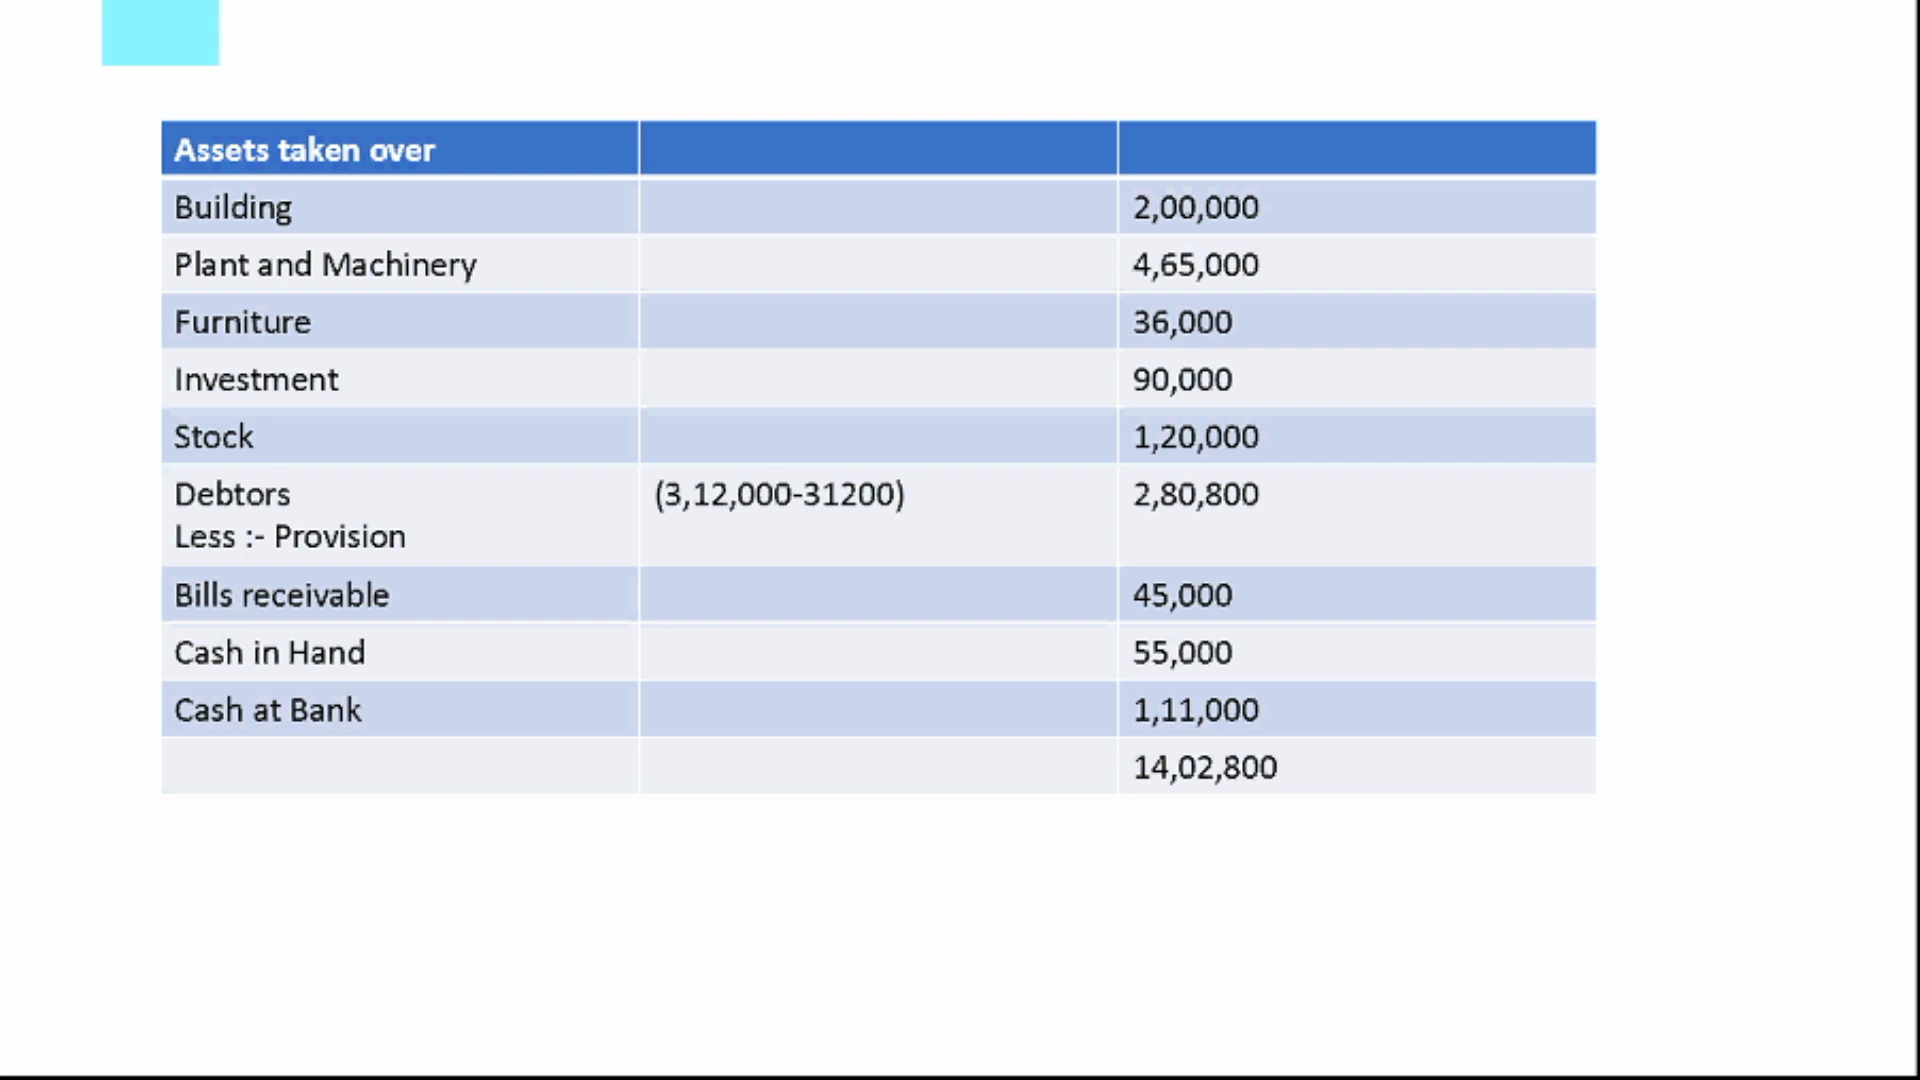 Assets taken over
Building 2,00,000
Plant and Machinery 4,65,000
Furniture 36,000
Investment 90,000
Stock 1,20,000
Debtors (3,12,000-31200) 2,80,800
Less :- Provision
Bills receivable 45,000
Cash in Hand 55,000
Cash at Bank 1,11,000
14,02,800